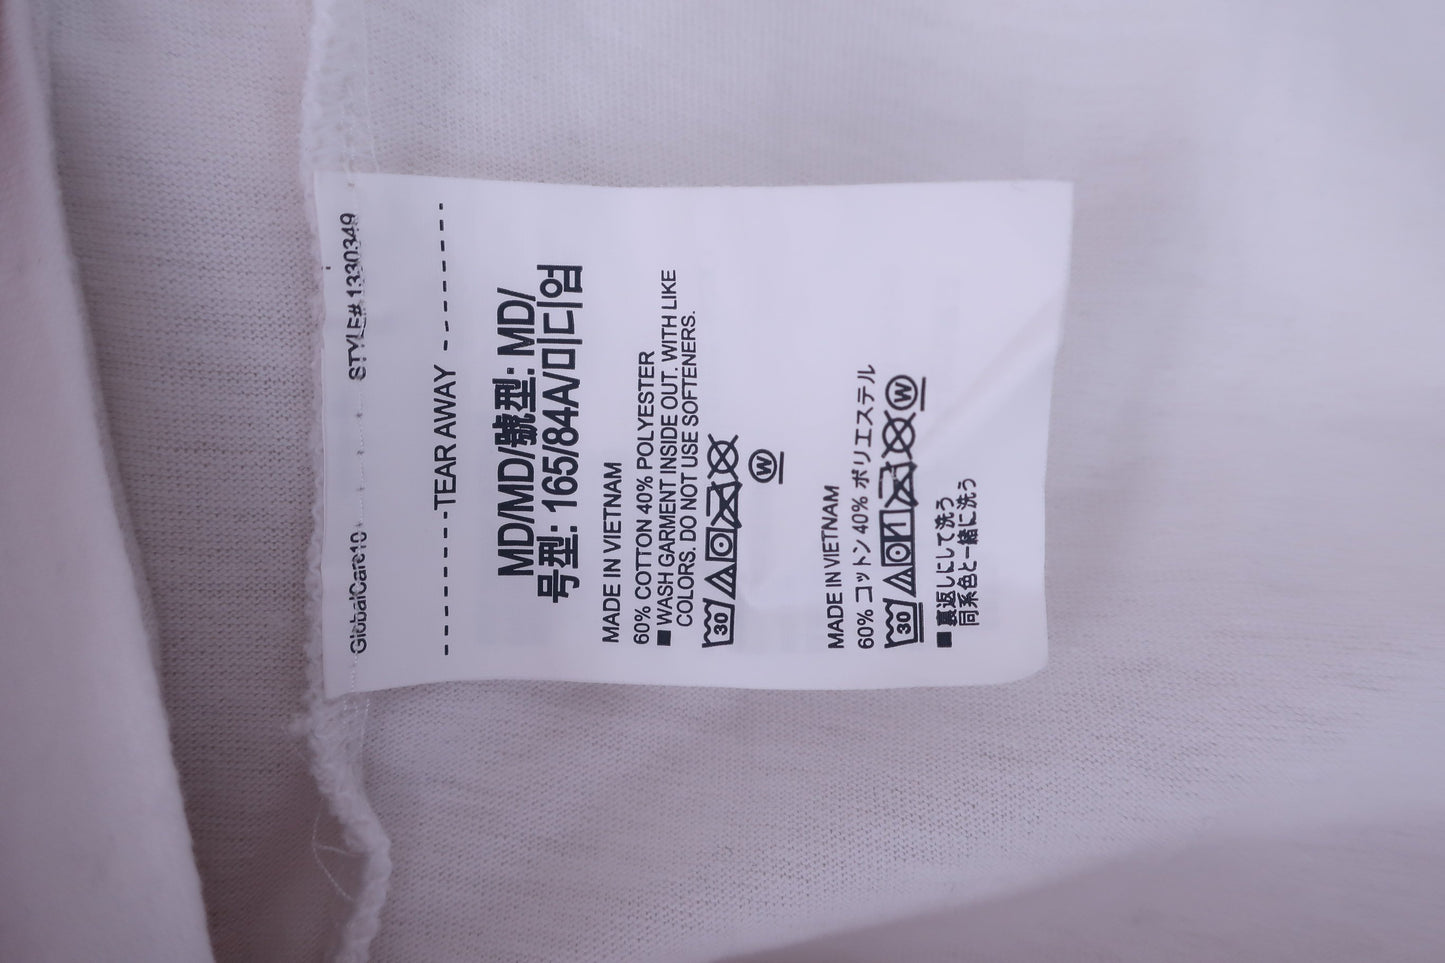 GlobalCare10 STYLE# 1330349
TEAR AWAY
MD/MD/號型: MD/
号型: 165/84A/미디엄
MADE IN VIETNAM
60% COTTON 40% POLYESTER
■ WASH GARMENT INSIDE OUT. WITH LIKE
COLORS. DO NOT USE SOFTENERS.
30
W
MADE IN VIETNAM
60% コットン 40% ポリエステル
30 W
■ 裏返しにして洗う
同系色と一緒に洗う